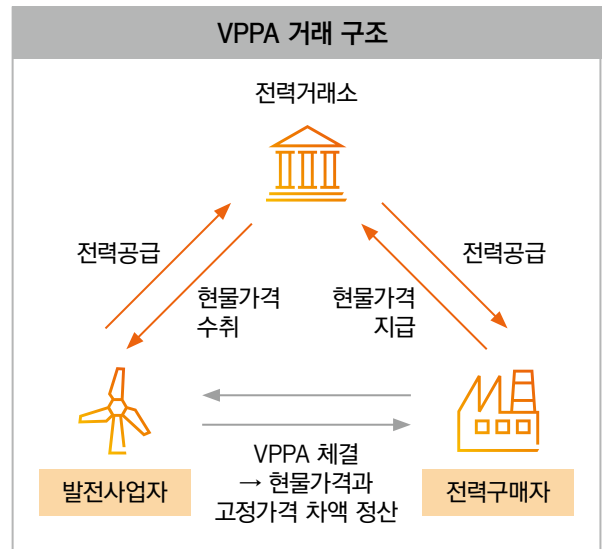 VPPA 거래 구조
전력거래소
전력공급
전력공급
현물가격
수취
현물가격
지급
VPPA 체결
→ 현물가격과
고정가격 차액 정산
발전사업자
전력구매자